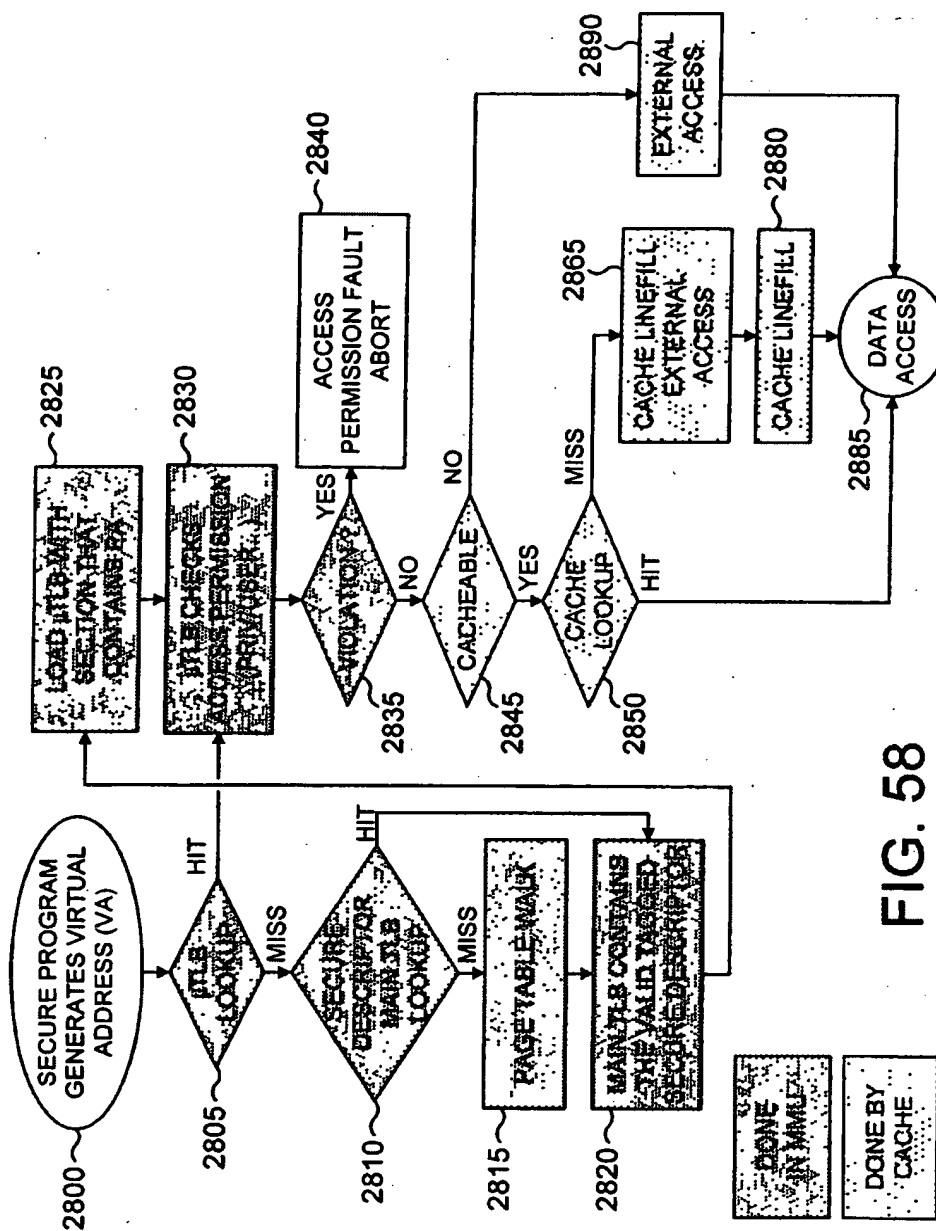 2800
SECURE PROGRAM
GENERATES VIRTUAL
ADDRESS (VA)
2805
µTLB
LOOKUP
HIT
MISS
2810
SECURE
DESCRIPTOR
MAIN TLB
LOOKUP
HIT
MISS
2815
PAGE TABLE WALK
2820
MAIN TLB CONTAINS
THE VALID TAGGED
SECURE DESCRIPTOR
2825
LOAD µTLB WITH
SECTION THAT
CONTAINS PA
2830
µTLB CHECKS
ACCESS PERMISSION
PRIV/USER
2835
VIOLATION?
YES
NO
2840
ACCESS
PERMISSION FAULT
ABORT
2845
CACHEABLE
NO
YES
2850
CACHE
LOOKUP
MISS
HIT
2865
CACHE LINEFILL
EXTERNAL
ACCESS
2880
CACHE LINEFILL
2885
DATA
ACCESS
2890
EXTERNAL
ACCESS
DONE
IN MMU
DONE BY
CACHE
FIG. 58